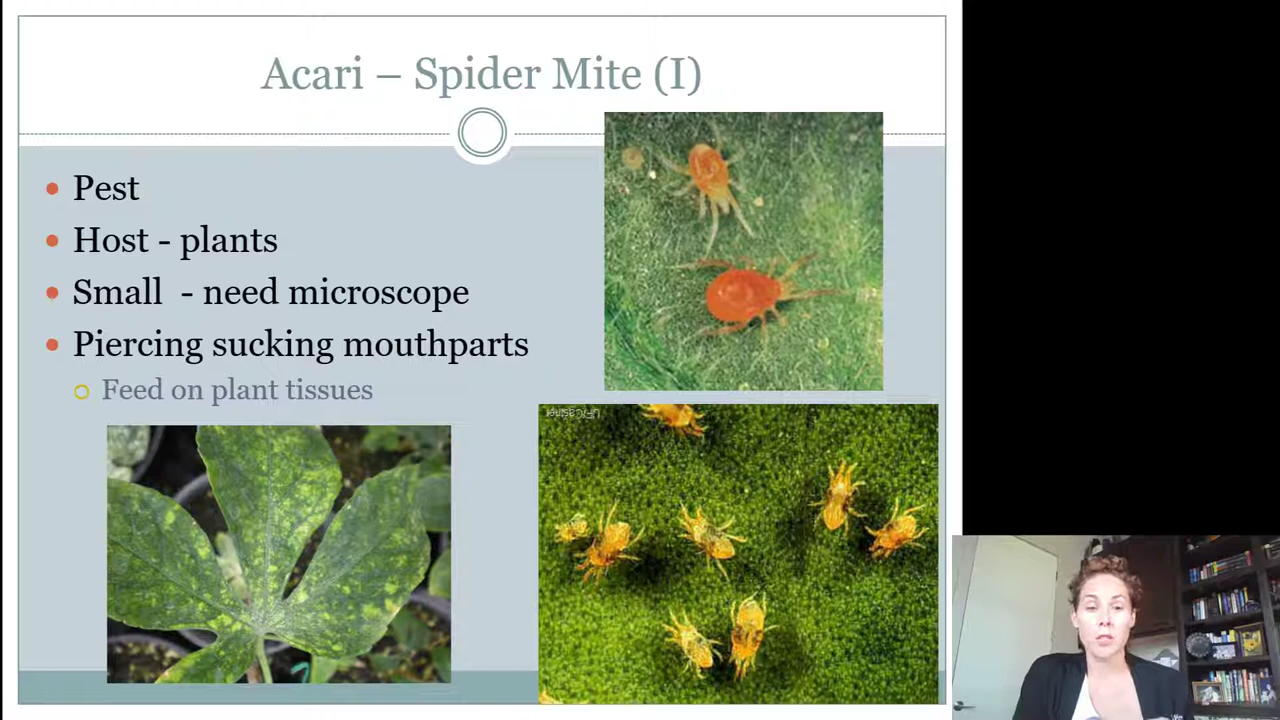 Acari – Spider Mite (I)
Pest
Host - plants
Small - need microscope
Piercing sucking mouthparts
Feed on plant tissues